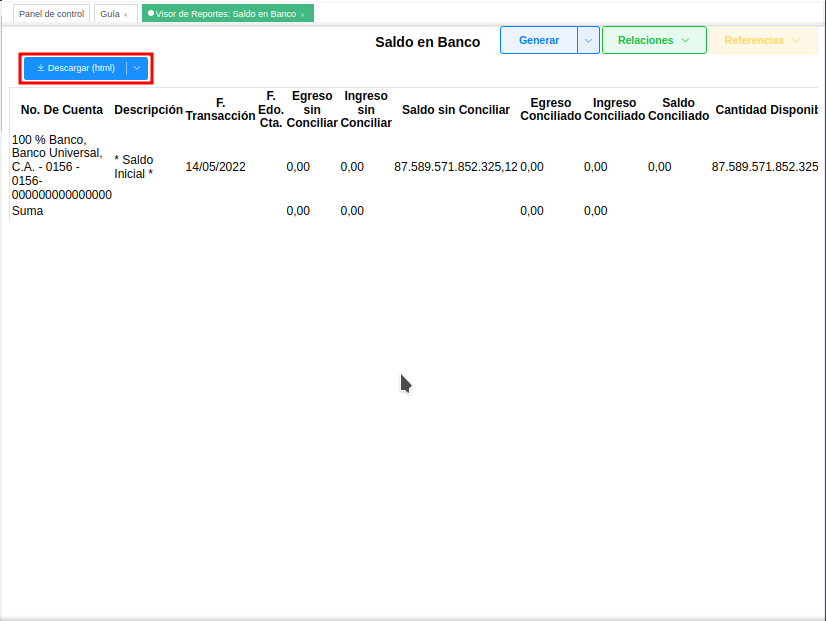 Panel de control Guía × Visor de Reportes: Saldo en Banco ×
Saldo en Banco
Generar
Relaciones
Referencias
Descargar (html)
No. De Cuenta
Descripción
F.
Transacción
F.
Edo.
Cta.
Egreso
sin
Conciliar
Ingreso
sin
Conciliar
Saldo sin Conciliar
Egreso
Conciliado
Ingreso
Conciliado
Saldo
Conciliado
Cantidad Disponib
100 % Banco,
Banco Universal,
C.A. - 0156 -
0156-
000000000000000
* Saldo
Inicial *
14/05/2022
0,00
0,00
87.589.571.852.325,12
0,00
0,00
0,00
87.589.571.852.325
Suma
0,00
0,00
0,00
0,00